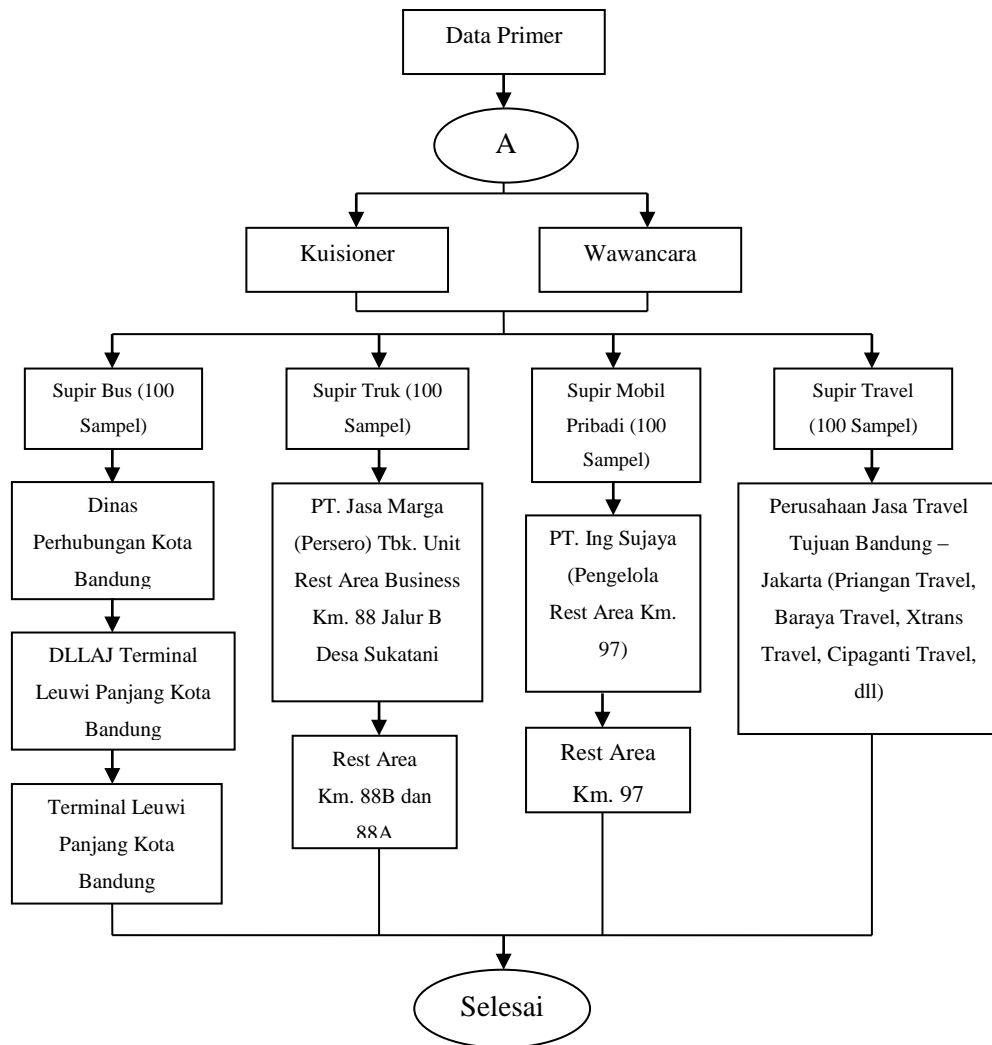 Data Primer
A
Kuisioner
Wawancara
Supir Bus (100
Sampel)
Supir Truk (100
Sampel)
Supir Mobil
Pribadi (100
Sampel)
Supir Travel
(100 Sampel)
Dinas
Perhubungan Kota
Bandung
DLLAJ Terminal
Leuwi Panjang Kota
Bandung
Terminal Leuwi
Panjang Kota
Bandung
PT. Jasa Marga
(Persero) Tbk. Unit
Rest Area Business
Km. 88 Jalur B
Desa Sukatani
Rest Area
Km. 88B dan
88A
PT. Ing Sujaya
(Pengelola
Rest Area Km.
97)
Rest Area
Km. 97
Perusahaan Jasa Travel
Tujuan Bandung –
Jakarta (Priangan Travel,
Baraya Travel, Xtrans
Travel, Cipaganti Travel,
dll)
Selesai